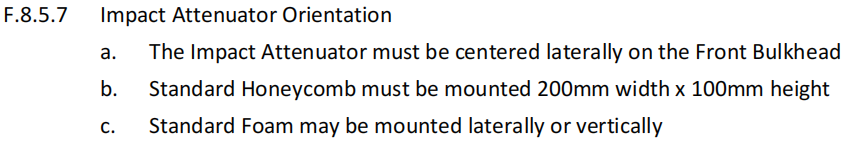 F.8.5.7 Impact Attenuator Orientation
a. The Impact Attenuator must be centered laterally on the Front Bulkhead
b. Standard Honeycomb must be mounted 200mm width x 100mm height
c. Standard Foam may be mounted laterally or vertically